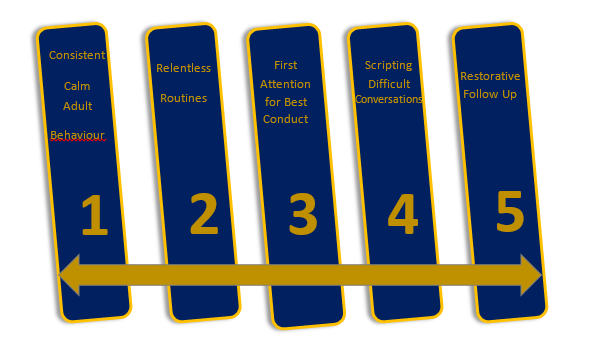 Consistent
Calm
Adult
Behaviour
1
Relentless
Routines
2
First
Attention
for Best
Conduct
3
Scripting
Difficult
Conversations
4
Restorative
Follow Up
5